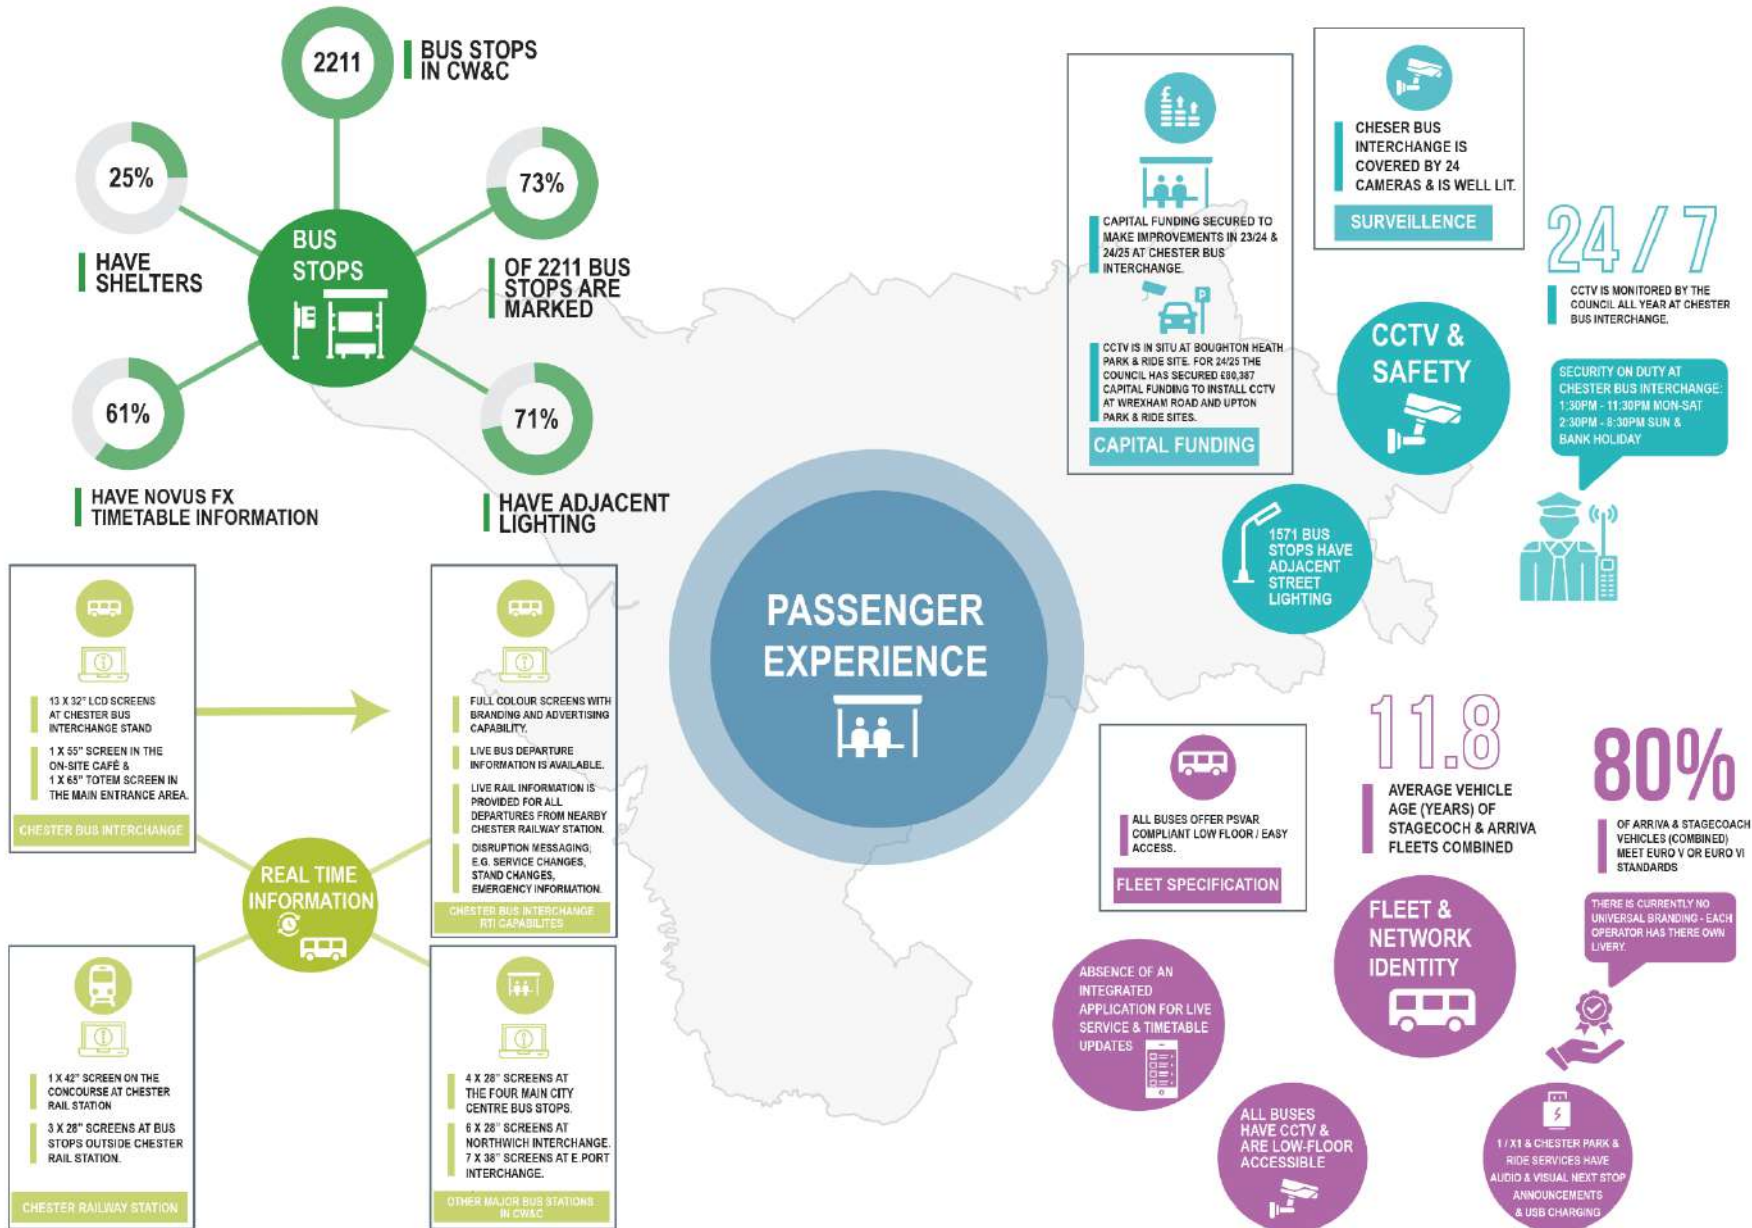 2211
BUS STOPS
IN CW&C
25%
HAVE
SHELTERS
73%
OF 2211 BUS
STOPS ARE
MARKED
BUS
STOPS
61%
HAVE NOVUS FX
TIMETABLE INFORMATION
71%
HAVE ADJACENT
LIGHTING
CAPITAL FUNDING SECURED TO
MAKE IMPROVEMENTS IN 23/24 &
24/25 AT CHESTER BUS
INTERCHANGE.
CCTV IS IN SITU AT BOUGHTON HEATH
PARK & RIDE SITE. FOR 24/25 THE
COUNCIL HAS SECURED £80,387
CAPITAL FUNDING TO INSTALL CCTV
AT WREXHAM ROAD AND UPTON
PARK & RIDE SITES.
CAPITAL FUNDING
CHESER BUS
INTERCHANGE IS
COVERED BY 24
CAMERAS & IS WELL LIT.
SURVEILLENCE
24/7
CCTV IS MONITORED BY THE
COUNCIL ALL YEAR AT CHESTER
BUS INTERCHANGE.
CCTV &
SAFETY
SECURITY ON DUTY AT
CHESTER BUS INTERCHANGE:
1:30PM - 11:30PM MON-SAT
2:30PM - 8:30PM SUN &
BANK HOLIDAY
1571 BUS
STOPS HAVE
ADJACENT
STREET
LIGHTING
PASSENGER
EXPERIENCE
13 X 32" LCD SCREENS
AT CHESTER BUS
INTERCHANGE STAND
1 X 55" SCREEN IN THE
ON-SITE CAFÉ &
1 X 65" TOTEM SCREEN IN
THE MAIN ENTRANCE AREA.
CHESTER BUS INTERCHANGE
FULL COLOUR SCREENS WITH
BRANDING AND ADVERTISING
CAPABILITY.
LIVE BUS DEPARTURE
INFORMATION IS AVAILABLE.
LIVE RAIL INFORMATION IS
PROVIDED FOR ALL
DEPARTURES FROM NEARBY
CHESTER RAILWAY STATION.
DISRUPTION MESSAGING,
E.G. SERVICE CHANGES,
STAND CHANGES,
EMERGENCY INFORMATION.
CHESTER BUS INTERCHANGE
RTI CAPABILITES
REAL TIME
INFORMATION
1 X 42" SCREEN ON THE
CONCOURSE AT CHESTER
RAIL STATION
3 X 28" SCREENS AT BUS
STOPS OUTSIDE CHESTER
RAIL STATION.
CHESTER RAILWAY STATION
4 X 28" SCREENS AT
THE FOUR MAIN CITY
CENTRE BUS STOPS.
6 X 28" SCREENS AT
NORTHWICH INTERCHANGE.
7 X 38" SCREENS AT E.PORT
INTERCHANGE.
OTHER MAJOR BUS STATIONS
IN CW&C
ALL BUSES OFFER PSVAR
COMPLIANT LOW FLOOR / EASY
ACCESS.
FLEET SPECIFICATION
11.8
AVERAGE VEHICLE
AGE (YEARS) OF
STAGECOCH & ARRIVA
FLEETS COMBINED
80%
OF ARRIVA & STAGECOACH
VEHICLES (COMBINED)
MEET EURO V OR EURO VI
STANDARDS
FLEET &
NETWORK
IDENTITY
THERE IS CURRENTLY NO
UNIVERSAL BRANDING - EACH
OPERATOR HAS THERE OWN
LIVERY.
ABSENCE OF AN
INTEGRATED
APPLICATION FOR LIVE
SERVICE & TIMETABLE
UPDATES
ALL BUSES
HAVE CCTV &
ARE LOW-FLOOR
ACCESSIBLE
1 / X1 & CHESTER PARK &
RIDE SERVICES HAVE
AUDIO & VISUAL NEXT STOP
ANNOUNCEMENTS
& USB CHARGING